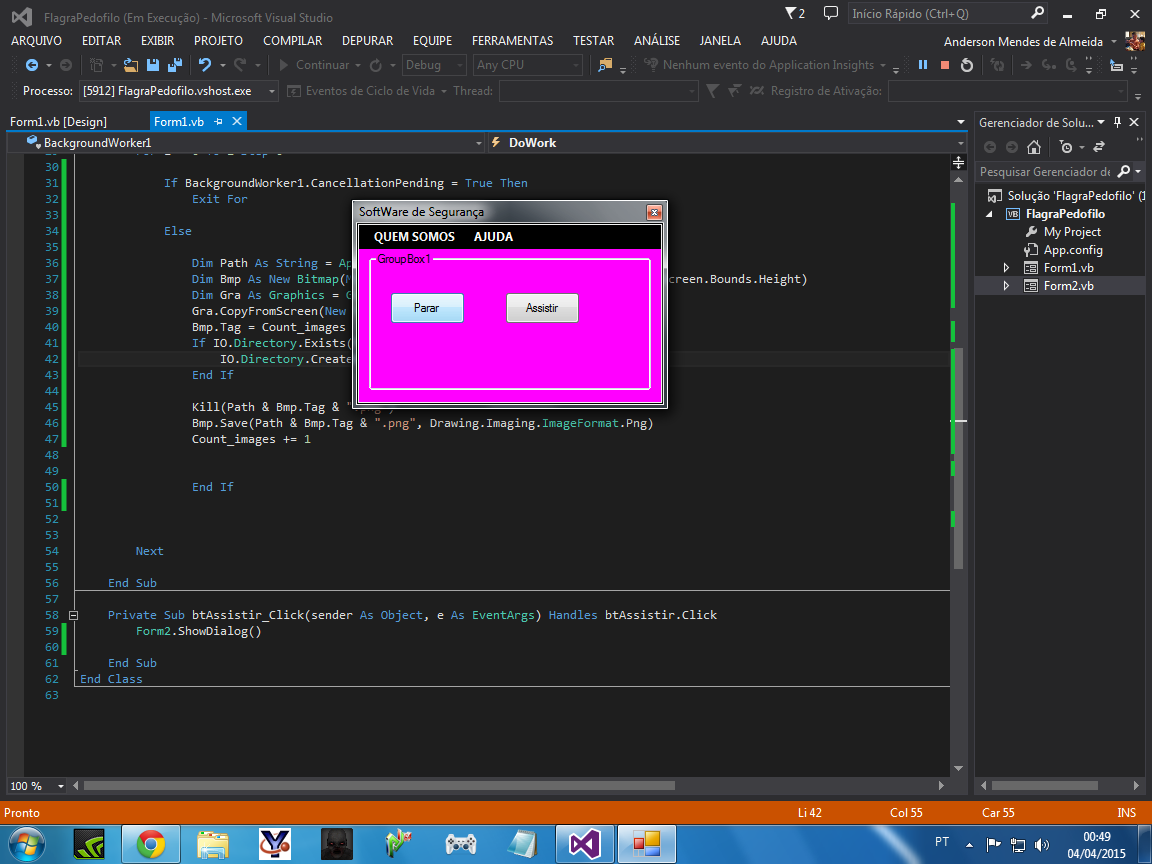 FlagraPedofilo (Em Execução) - Microsoft Visual Studio
2
Início Rápido (Ctrl+Q)
ARQUIVO EDITAR EXIBIR PROJETO COMPILAR DEPURAR EQUIPE FERRAMENTAS TESTAR ANÁLISE JANELA AJUDA
Anderson Mendes de Almeida
Continuar Debug Any CPU Nenhum evento do Application Insights
Processo: [5912] FlagraPedofilo.vshost.exe Eventos de Ciclo de Vida Thread: Registro de Ativação:
Form1.vb [Design] Form1.vb
BackgroundWorker1 DoWork
30
31 If BackgroundWorker1.CancellationPending = True Then
32 Exit For
33
34 Else
35
36 Dim Path As String = Ap
37 Dim Bmp As New Bitmap( creen.Bounds.Height)
38 Dim Gra As Graphics =
39 Gra.CopyFromScreen(New
40 Bmp.Tag = Count_images
41 If IO.Directory.Exists(
42 IO.Directory.Create
43 End If
44
45 Kill(Path & Bmp.Tag & "
46 Bmp.Save(Path & Bmp.Tag & ".png", Drawing.Imaging.ImageFormat.Png)
47 Count_images += 1
48
49
50 End If
51
52
53
54 Next
55
56 End Sub
57
58 Private Sub btAssistir_Click(sender As Object, e As EventArgs) Handles btAssistir.Click
59 Form2.ShowDialog()
60
61 End Sub
62 End Class
63
SoftWare de Segurança
QUEM SOMOS AJUDA
GroupBox1
Parar Assistir
Gerenciador de Solu...
Pesquisar Gerenciador de
Solução 'FlagraPedofilo' (1
VB FlagraPedofilo
My Project
App.config
Form1.vb
Form2.vb
100 %
Pronto Li 42 Col 55 Car 55 INS
PT
00:49
04/04/2015